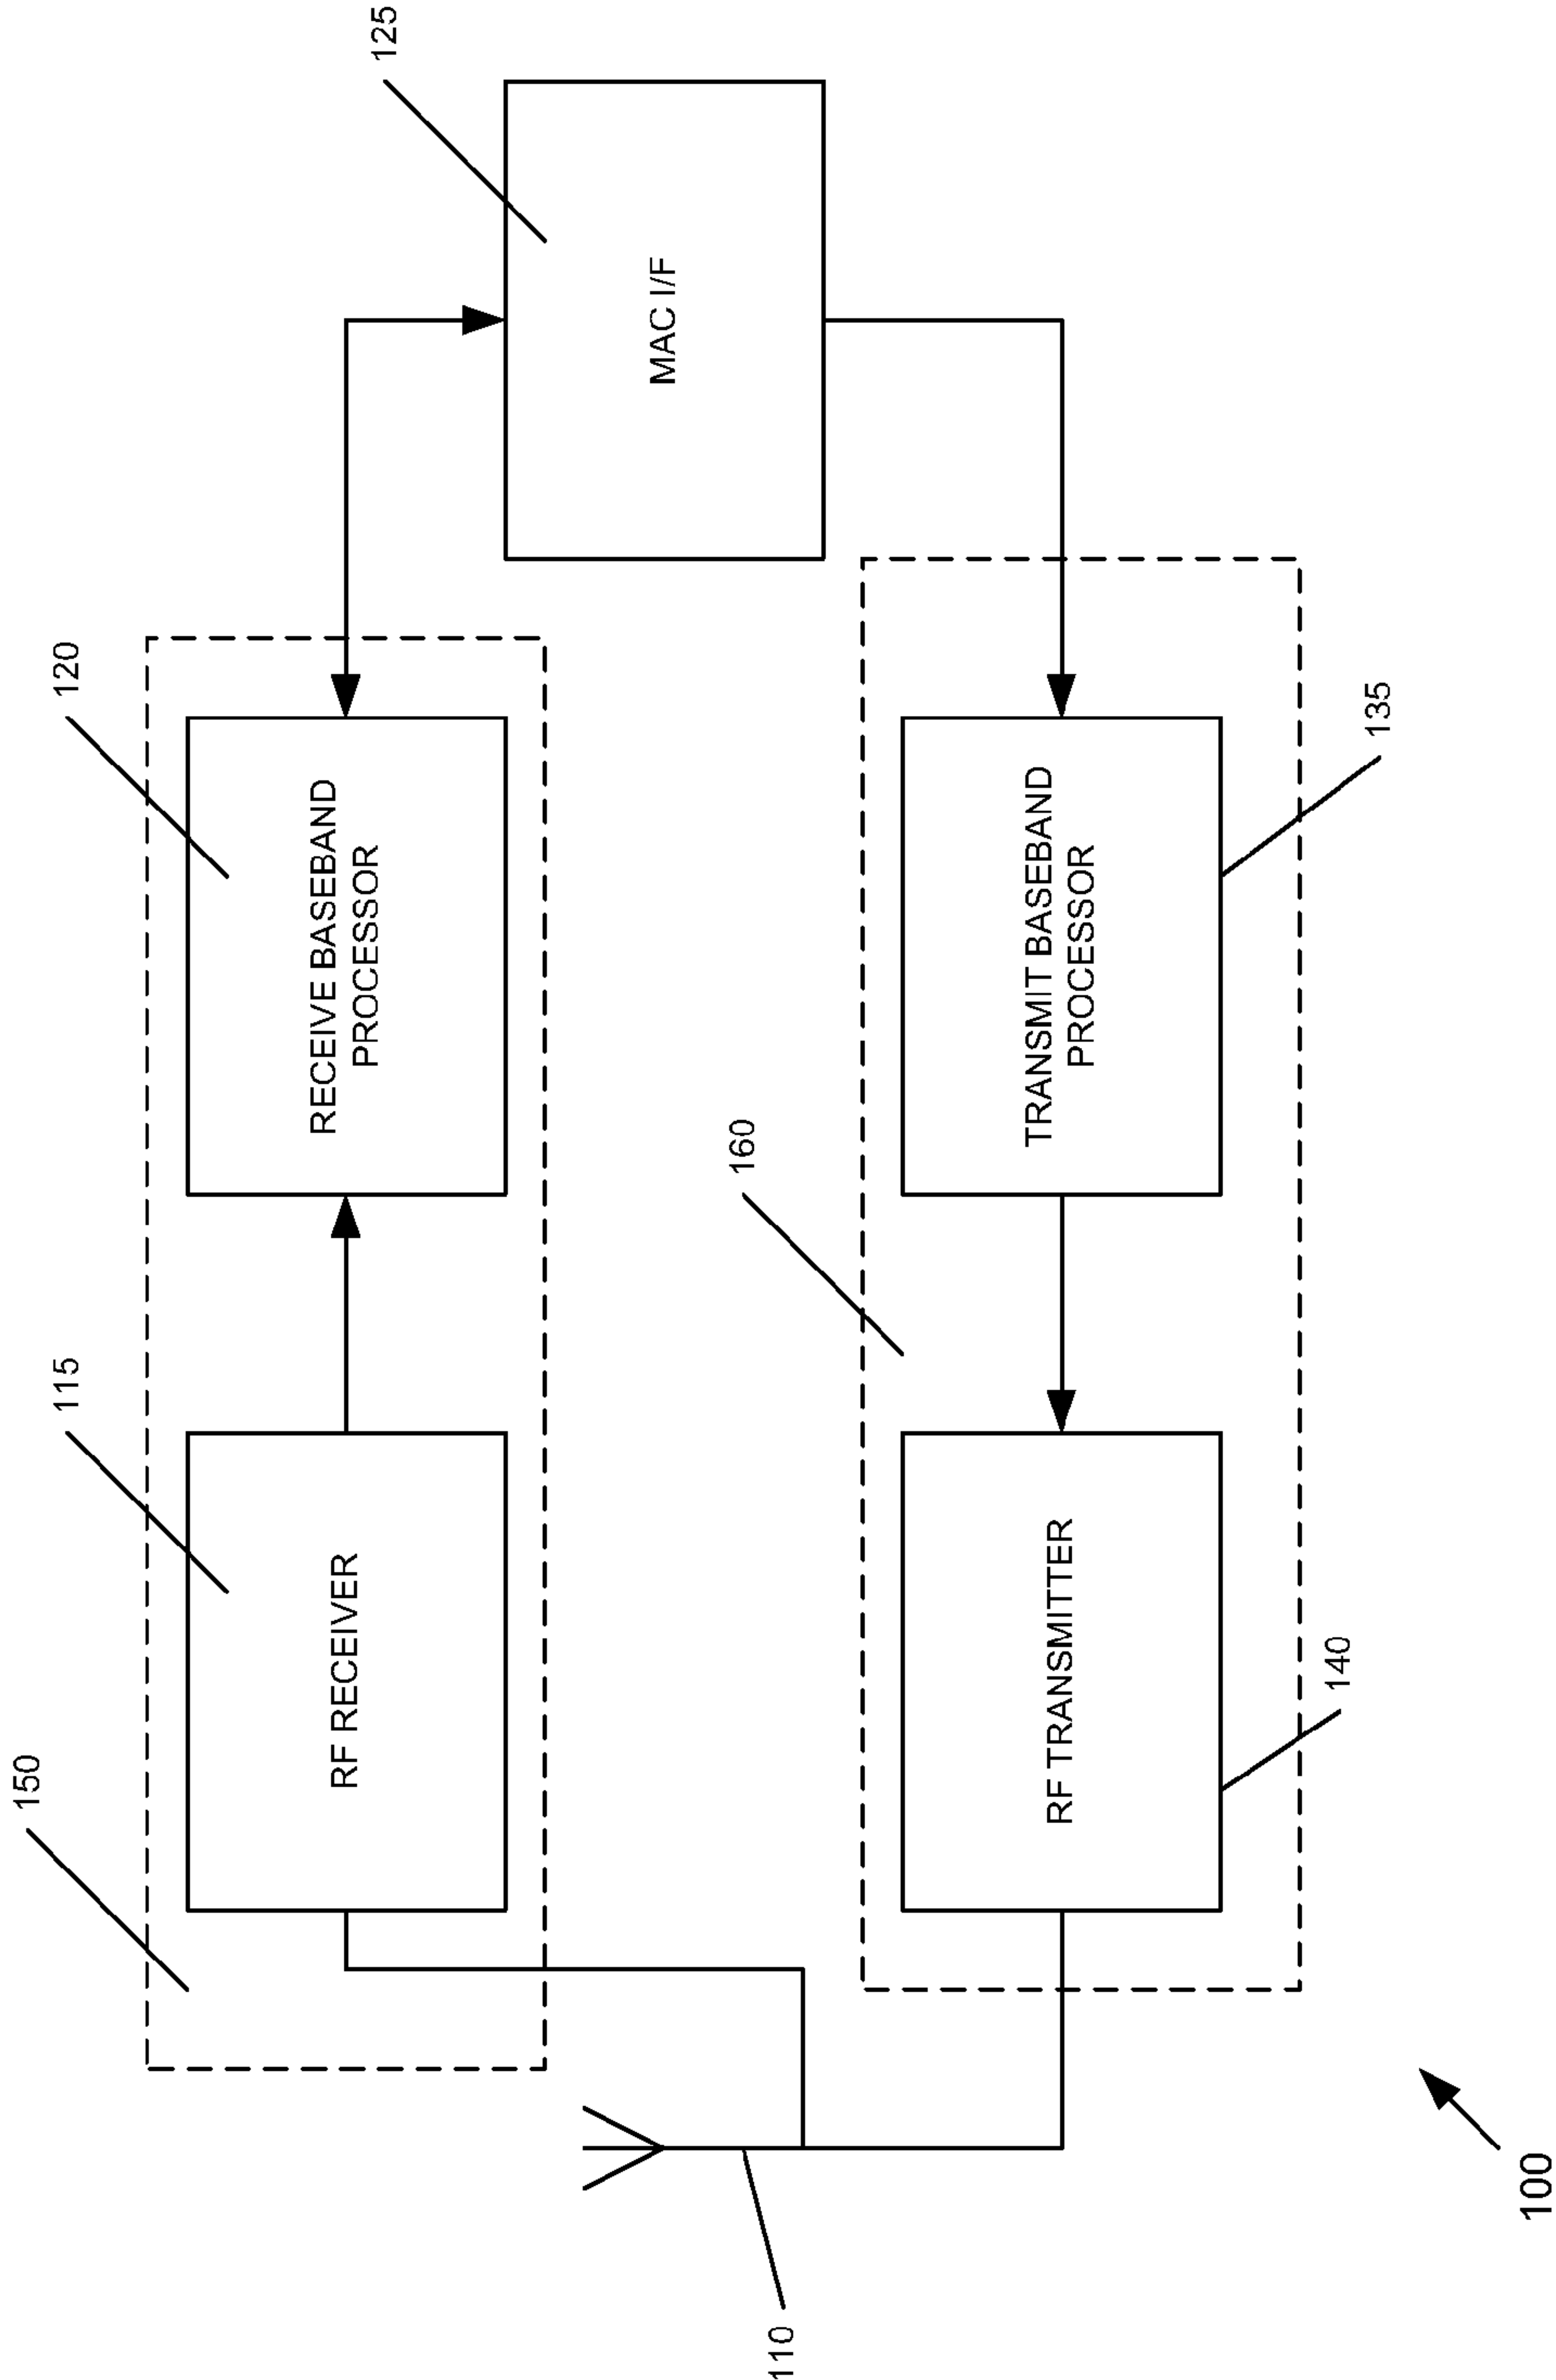 150
115
120
125
RF RECEIVER
RECEIVE BASEBAND
PROCESSOR
MAC I/F
110
160
RF TRANSMITTER
TRANSMIT BASEBAND
PROCESSOR
140
135
100